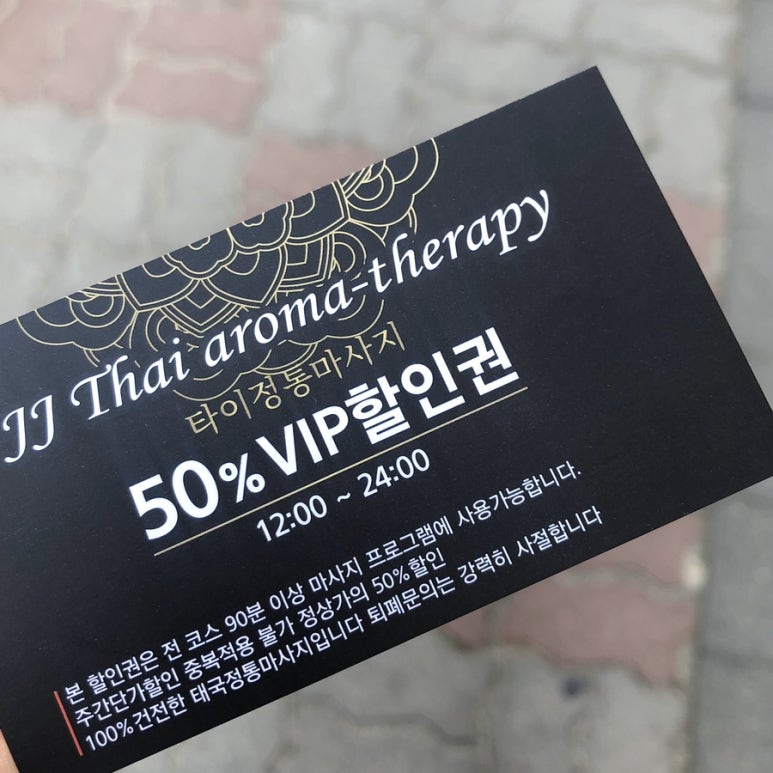 JJ Thai aroma-therapy
타이정통마사지
50% VIP할인권
12:00 ~ 24:00
본 할인권은 전 코스 90분 이상 마사지 프로그램에 사용가능합니다.
주간단가할인 중복적용 불가 정상가의 50%할인
100%건전한 태국정통마사지입니다 퇴폐문의는 강력히 사절합니다